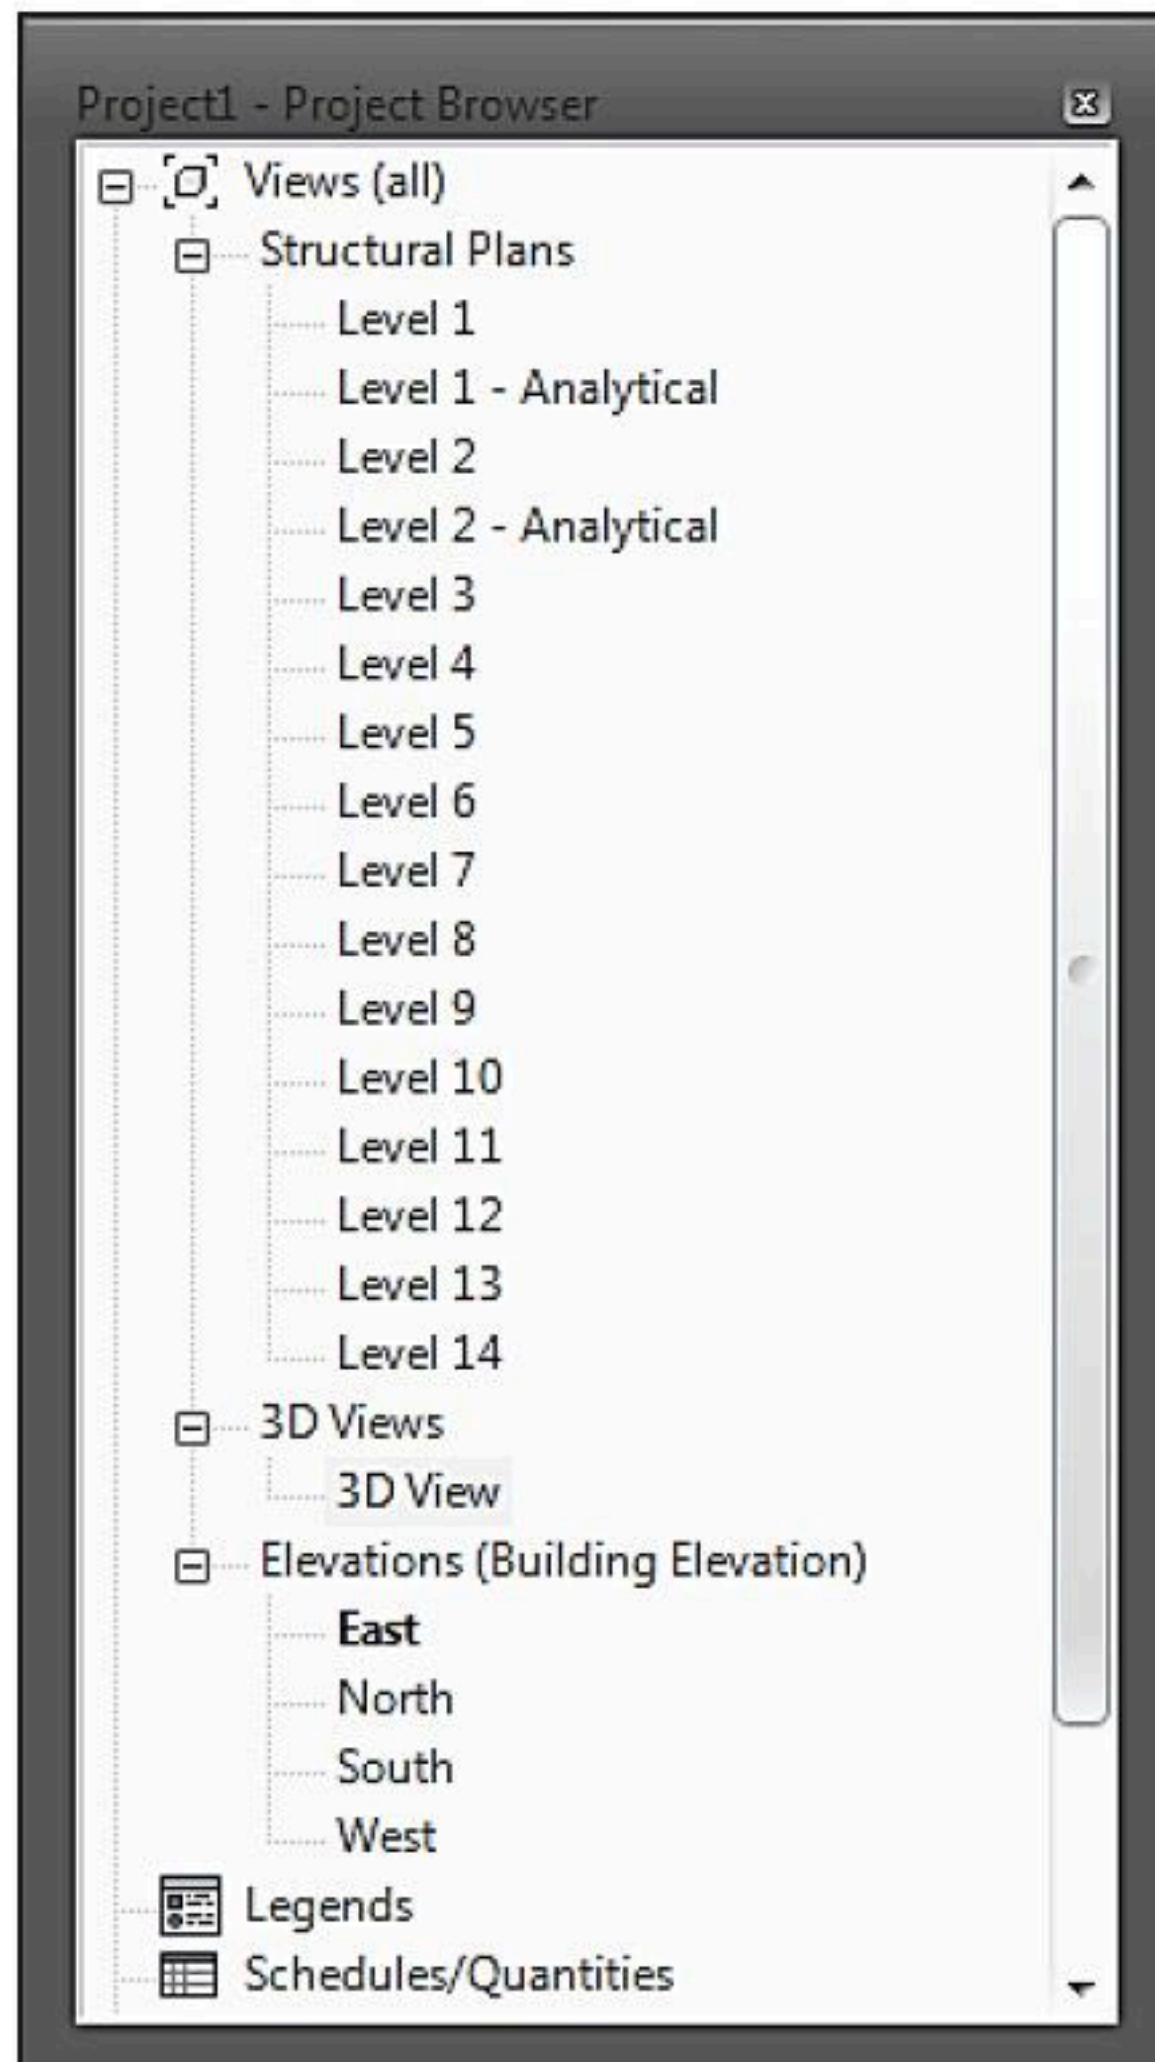 Project1 - Project Browser
Views (all)
Structural Plans
Level 1
Level 1 - Analytical
Level 2
Level 2 - Analytical
Level 3
Level 4
Level 5
Level 6
Level 7
Level 8
Level 9
Level 10
Level 11
Level 12
Level 13
Level 14
3D Views
3D View
Elevations (Building Elevation)
East
North
South
West
Legends
Schedules/Quantities